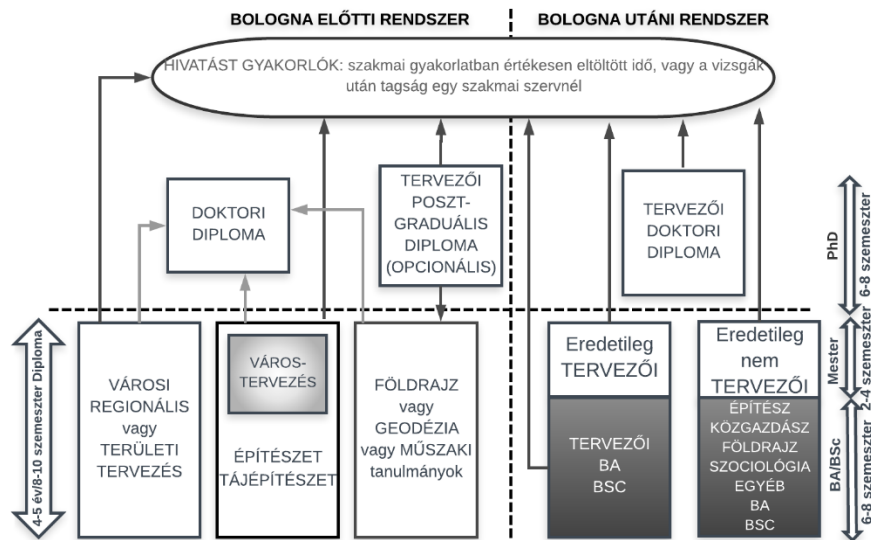 BOLOGNA ELŐTTI RENDSZER
BOLOGNA UTÁNI RENDSZER
HIVATÁST GYAKORLÓK: szakmai gyakorlatban értékesen eltöltött idő, vagy a vizsgák
után tagság egy szakmai szervnél
DOKTORI
DIPLOMA
TERVEZŐI
POSZT-
GRADUÁLIS
DIPLOMA
(OPCIONÁLIS)
TERVEZŐI
DOKTORI
DIPLOMA
PhD
6-8 szemeszter
4-5 év/8-10 szemeszter Diploma
VÁROSI
REGIONÁLIS
vagy
TERÜLETI
TERVEZÉS
VÁROS-
TERVEZÉS
ÉPÍTÉSZET
TÁJÉPÍTÉSZET
FÖLDRAJZ
vagy
GEODÉZIA
vagy MŰSZAKI
tanulmányok
Eredetileg
TERVEZŐI
TERVEZŐI
BA
BSC
Eredetileg
nem
TERVEZŐI
ÉPÍTÉSZ
KÖZGAZDÁSZ
FÖLDRAJZ
SZOCIOLÓGIA
EGYÉB
BA
BSC
Mester
2-4 szemeszter
BA/BSc
6-8 szemeszter